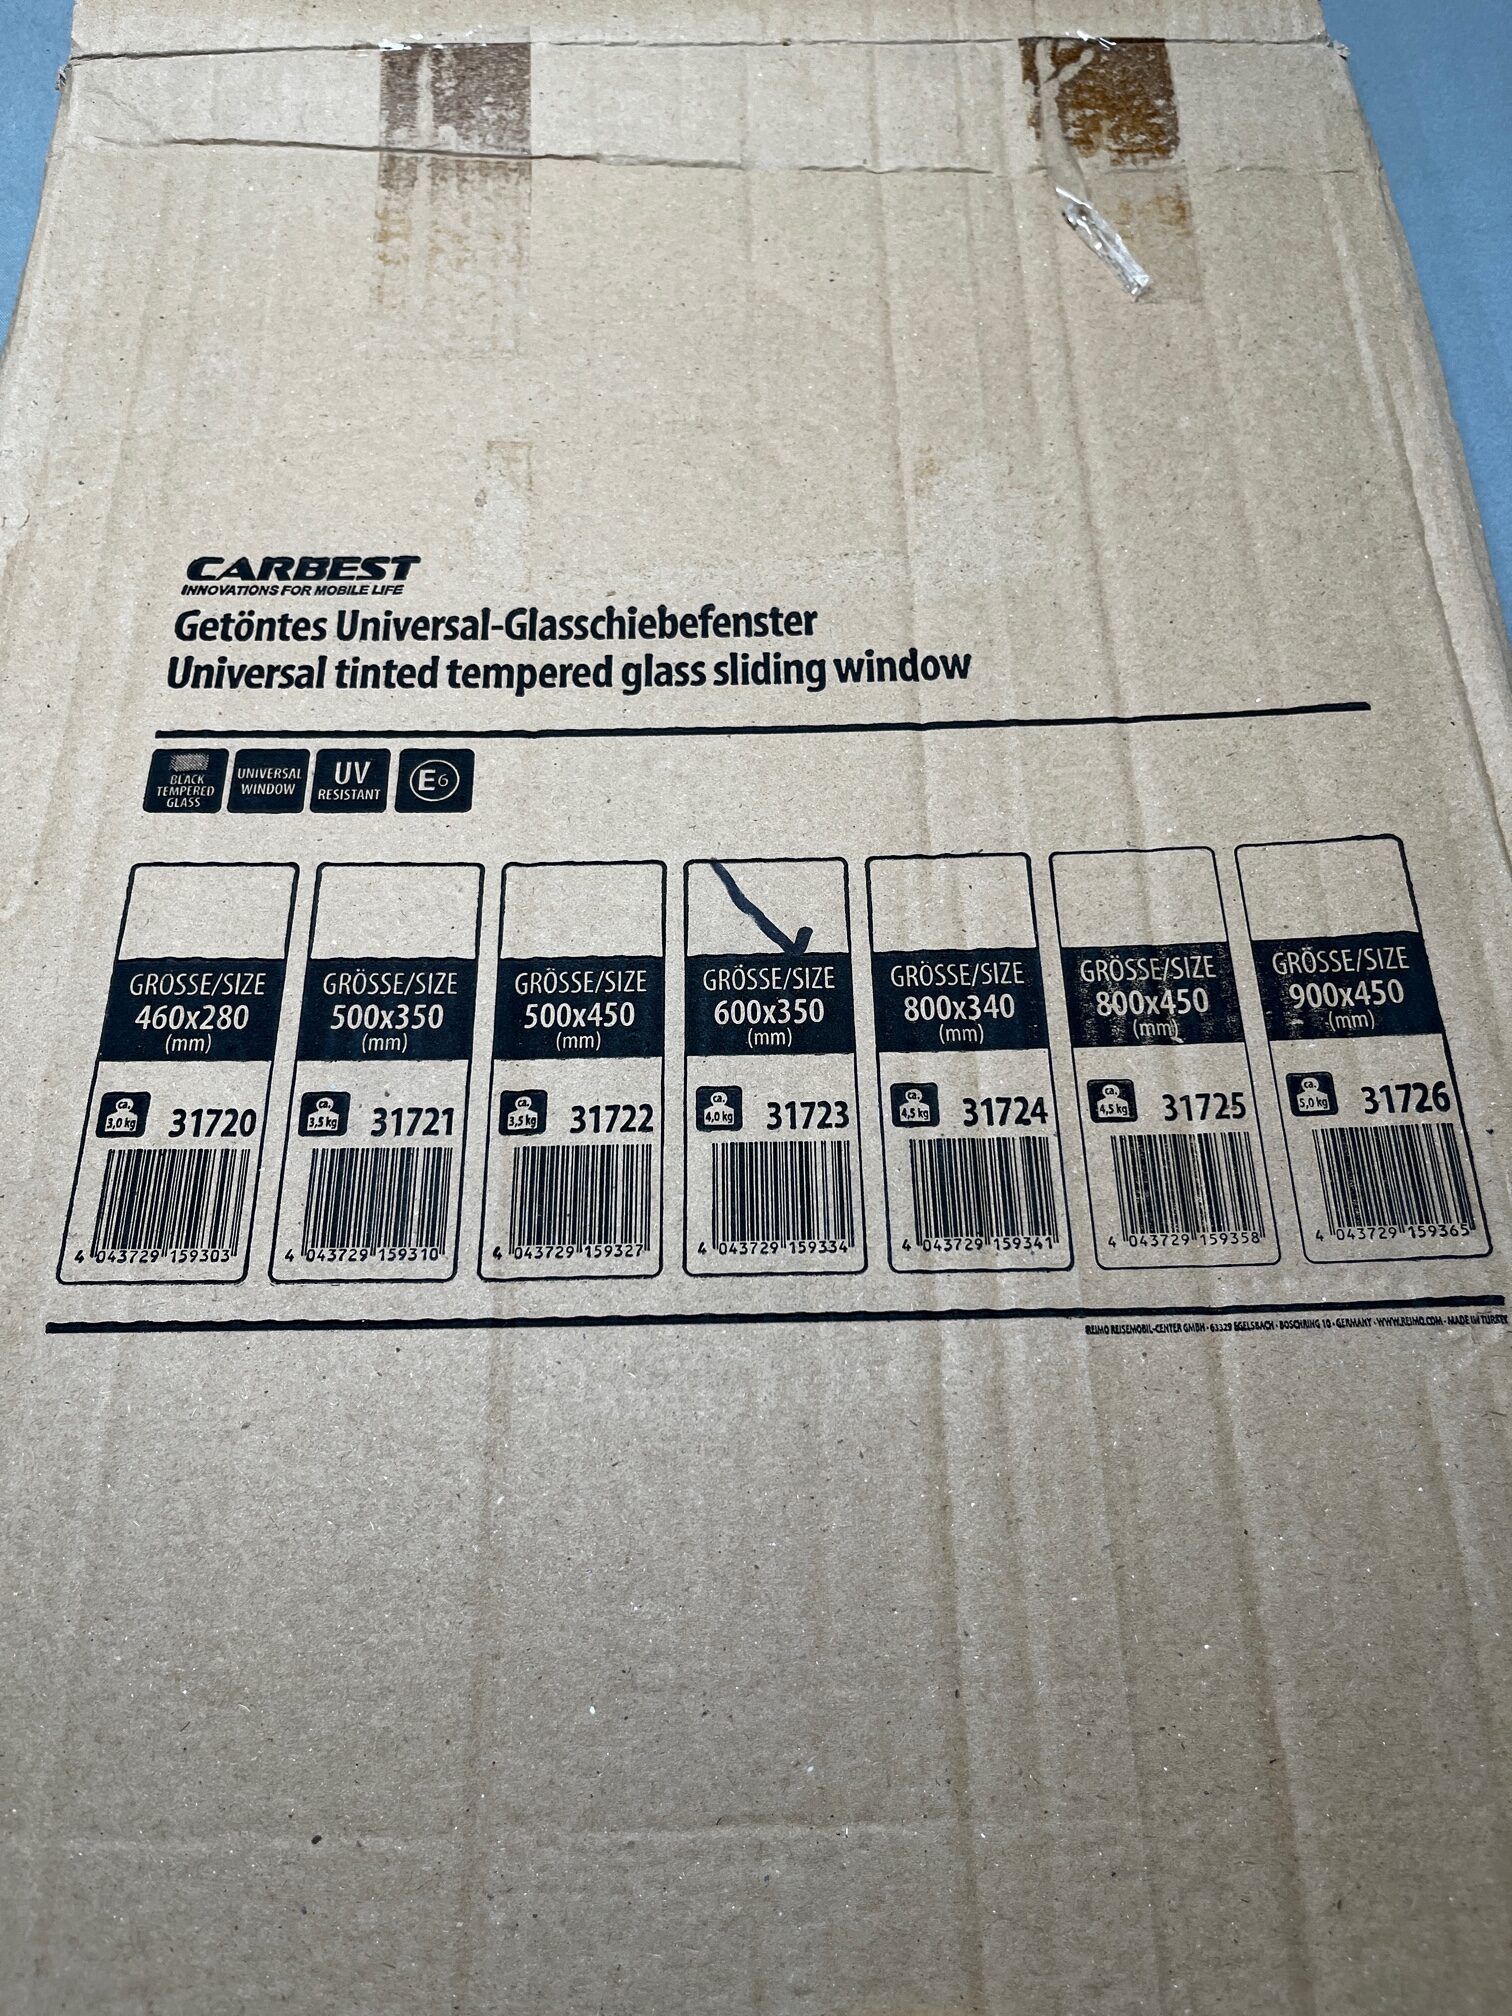 CARBEST
INNOVATIONS FOR MOBILE LIFE
Getöntes Universal-Glasschiebefenster
Universal tinted tempered glass sliding window
BLACK
TEMPERED
GLASS
UNIVERSAL
WINDOW
UV
RESISTANT
E6
GRÖSSE/SIZE
460x280
(mm)
ca.
3,0 kg
31720
4 043729 159303
GRÖSSE/SIZE
500x350
(mm)
ca.
3,5 kg
31721
4 043729 159310
GRÖSSE/SIZE
500x450
(mm)
ca.
3,5 kg
31722
4 043729 159327
GRÖSSE/SIZE
600x350
(mm)
ca.
4,0 kg
31723
4 043729 159334
GRÖSSE/SIZE
800x340
(mm)
ca.
4,5 kg
31724
4 043729 159341
GRÖSSE/SIZE
800x450
(mm)
ca.
4,5 kg
31725
4 043729 159358
GRÖSSE/SIZE
900x450
(mm)
ca.
5,0 kg
31726
4 043729 159365
REIMO REISEMOBIL-CENTER GMBH · 63329 EGELSBACH · BOSCHRING 10 · GERMANY · WWW.REIMO.COM · MADE IN TURKEY